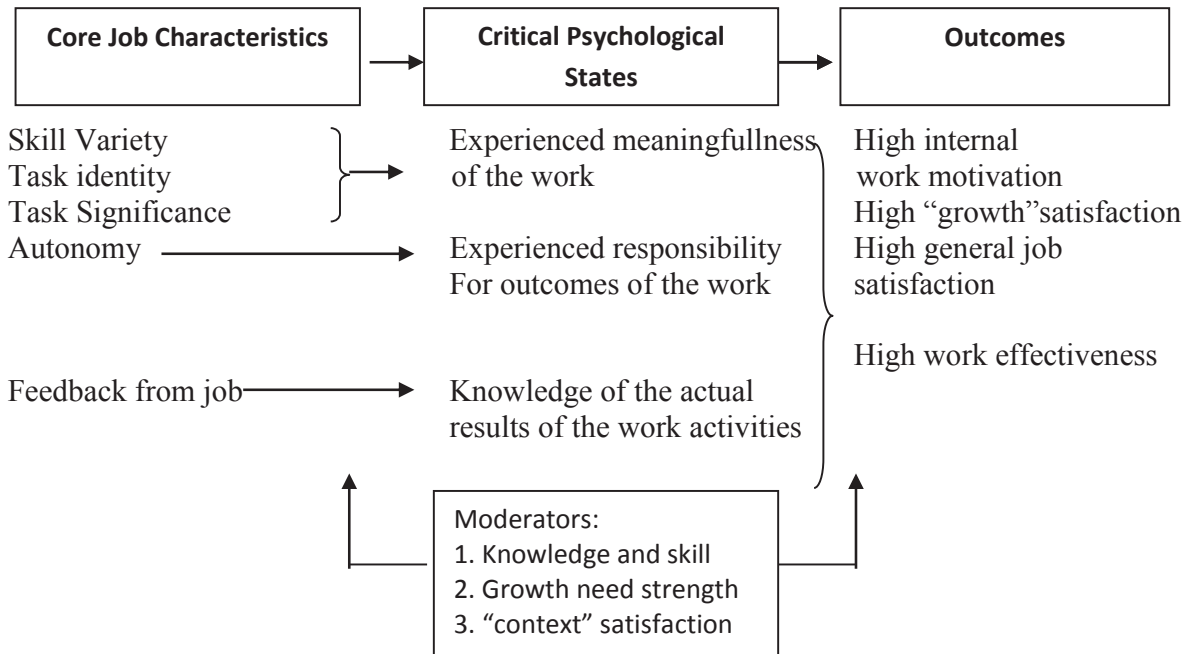 Core Job Characteristics
Critical Psychological
States
Outcomes
Skill Variety
Task identity
Task Significance
Autonomy
Feedback from job
Experienced meaningfullness
of the work
Experienced responsibility
For outcomes of the work
Knowledge of the actual
results of the work activities
High internal
work motivation
High “growth”satisfaction
High general job
satisfaction
High work effectiveness
Moderators:
1. Knowledge and skill
2. Growth need strength
3. “context” satisfaction